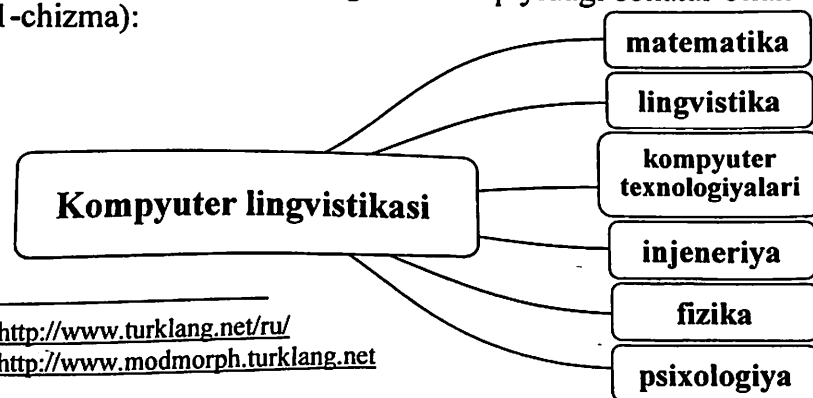 1-chizma):
matematika
lingvistika
kompyuter
texnologiyalari
Kompyuter lingvistikasi
injeneriya
fizika
psixologiya
http://www.turklang.net/ru/
http://www.modmorph.turklang.net